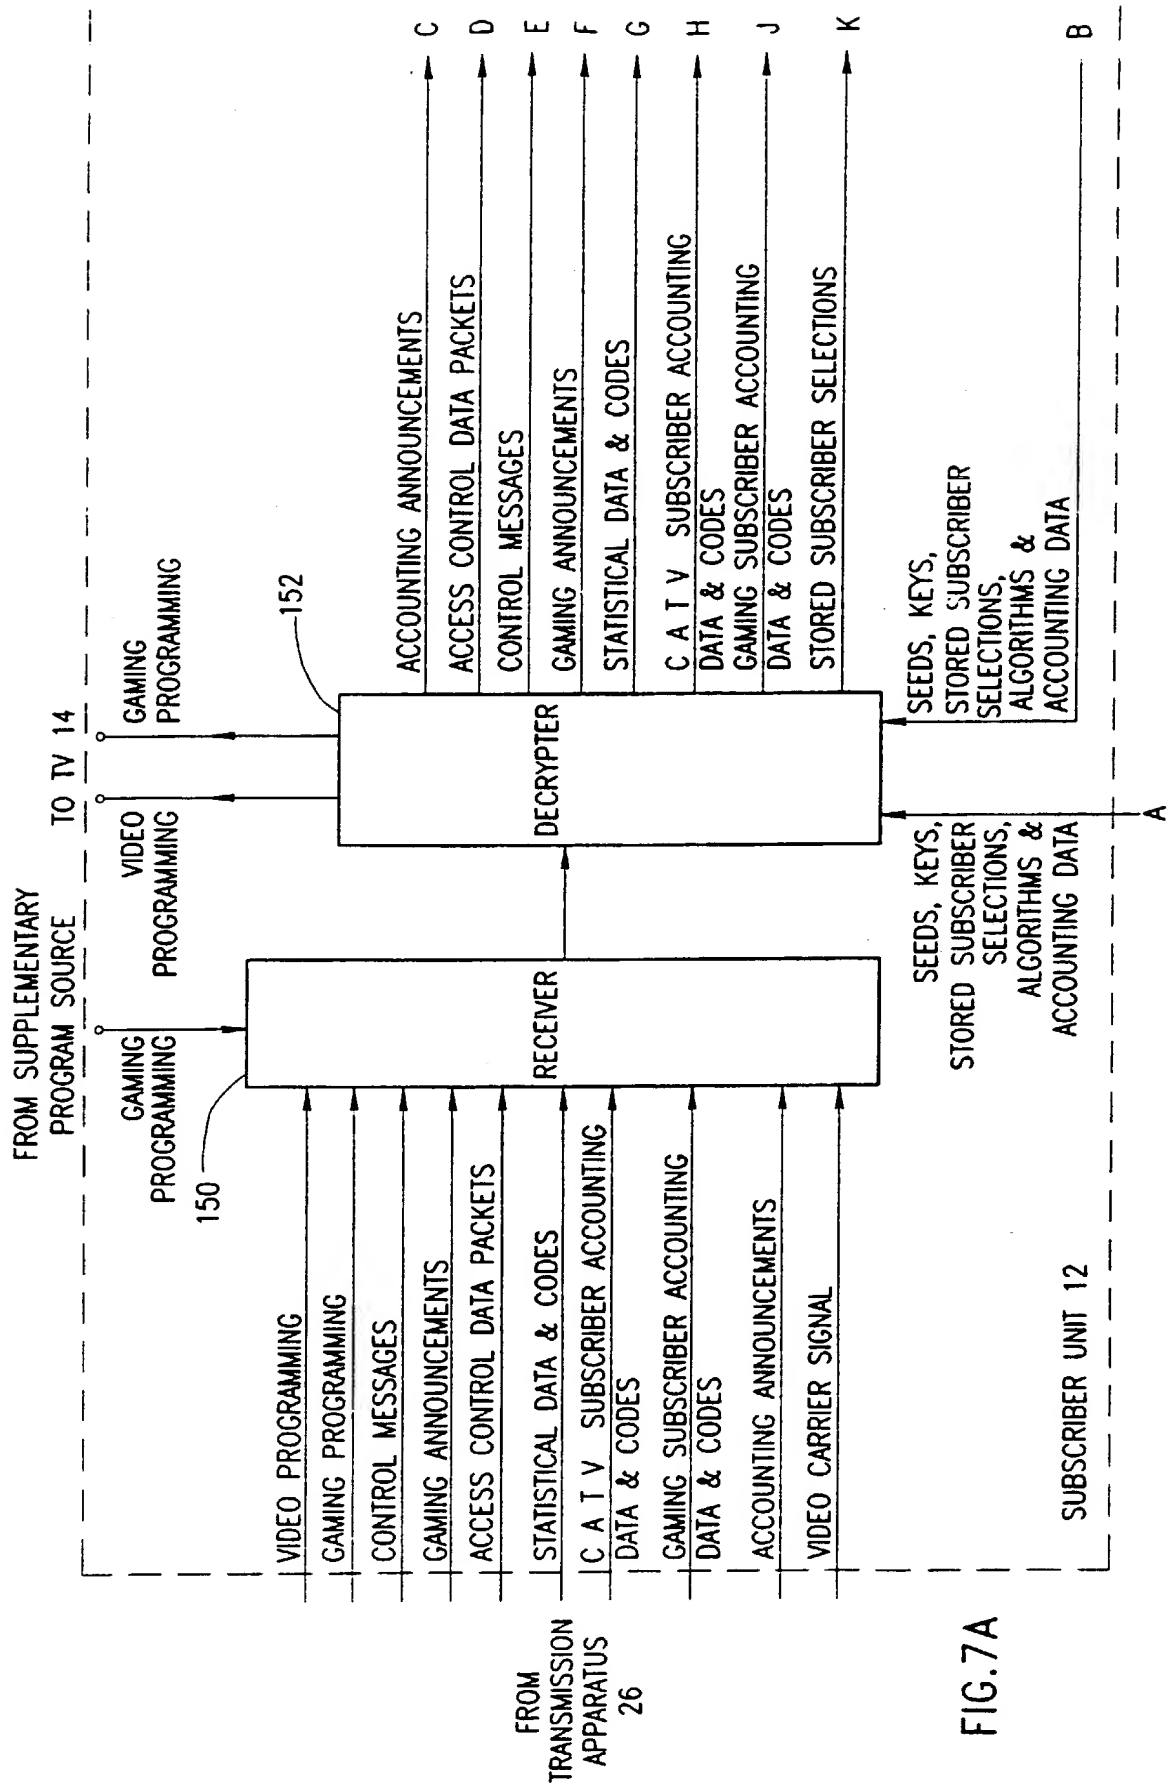 FROM SUPPLEMENTARY
PROGRAM SOURCE
TO TV 14
GAMING
PROGRAMMING
VIDEO
PROGRAMMING
GAMING
PROGRAMMING
150
152
FROM
TRANSMISSION
APPARATUS
26
VIDEO PROGRAMMING
GAMING PROGRAMMING
CONTROL MESSAGES
GAMING ANNOUNCEMENTS
ACCESS CONTROL DATA PACKETS
STATISTICAL DATA & CODES
C A T V SUBSCRIBER ACCOUNTING
DATA & CODES
GAMING SUBSCRIBER ACCOUNTING
DATA & CODES
ACCOUNTING ANNOUNCEMENTS
VIDEO CARRIER SIGNAL
RECEIVER
DECRYPTER
ACCOUNTING ANNOUNCEMENTS
C
ACCESS CONTROL DATA PACKETS
D
CONTROL MESSAGES
E
GAMING ANNOUNCEMENTS
F
STATISTICAL DATA & CODES
G
C A T V SUBSCRIBER ACCOUNTING
DATA & CODES
H
GAMING SUBSCRIBER ACCOUNTING
DATA & CODES
J
STORED SUBSCRIBER SELECTIONS
K
SEEDS, KEYS,
STORED SUBSCRIBER
SELECTIONS,
ALGORITHMS &
ACCOUNTING DATA
A
SEEDS, KEYS,
STORED SUBSCRIBER
SELECTIONS,
ALGORITHMS &
ACCOUNTING DATA
B
SUBSCRIBER UNIT 12
FIG.7A